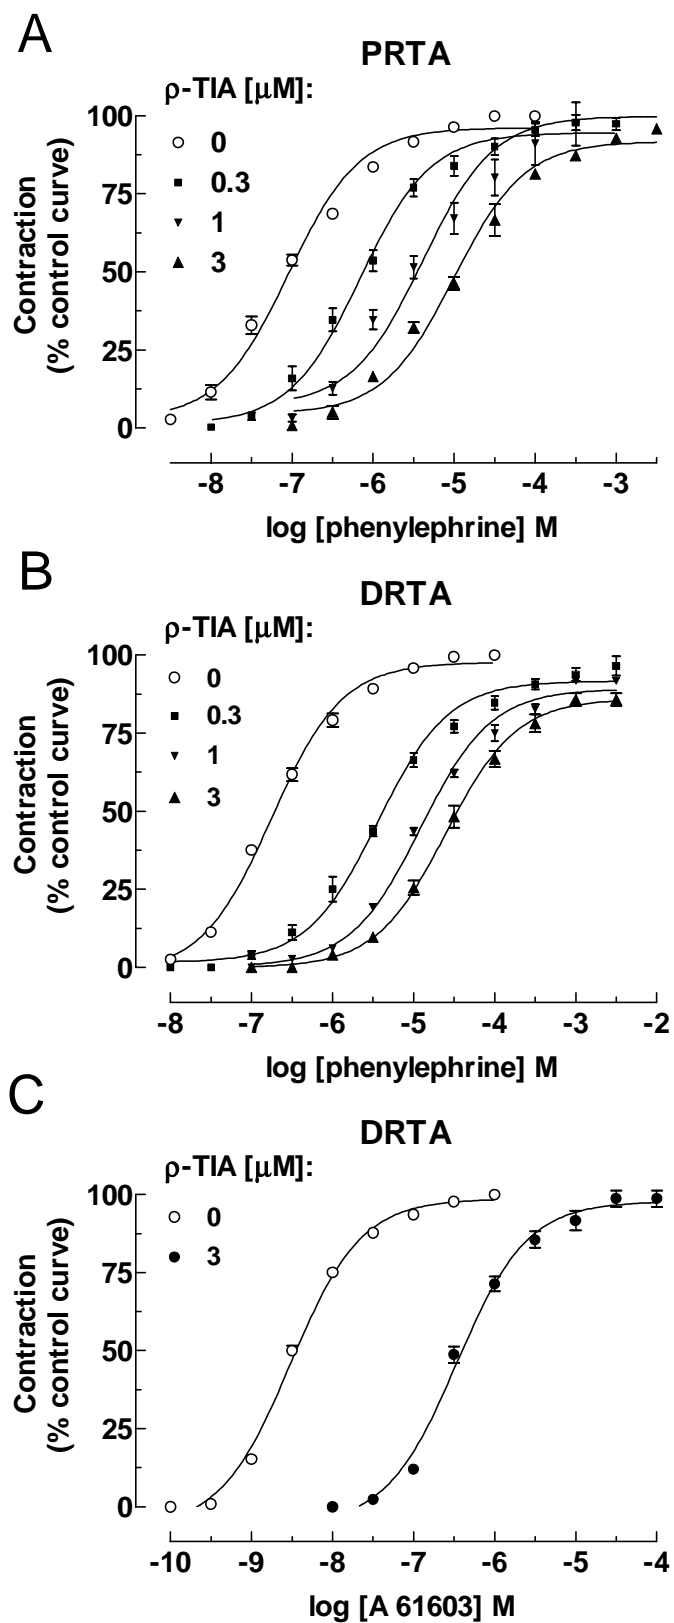 A
PRTA
ρ-TIA [μM]:
0
0.3
1
3
100
75
50
25
0
Contraction
(% control curve)
-8 -7 -6 -5 -4 -3
log [phenylephrine] M
B
DRTA
ρ-TIA [μM]:
0
0.3
1
3
100
75
50
25
0
Contraction
(% control curve)
-8 -7 -6 -5 -4 -3 -2
log [phenylephrine] M
C
DRTA
ρ-TIA [μM]:
0
3
100
75
50
25
0
Contraction
(% control curve)
-10 -9 -8 -7 -6 -5 -4
log [A 61603] M